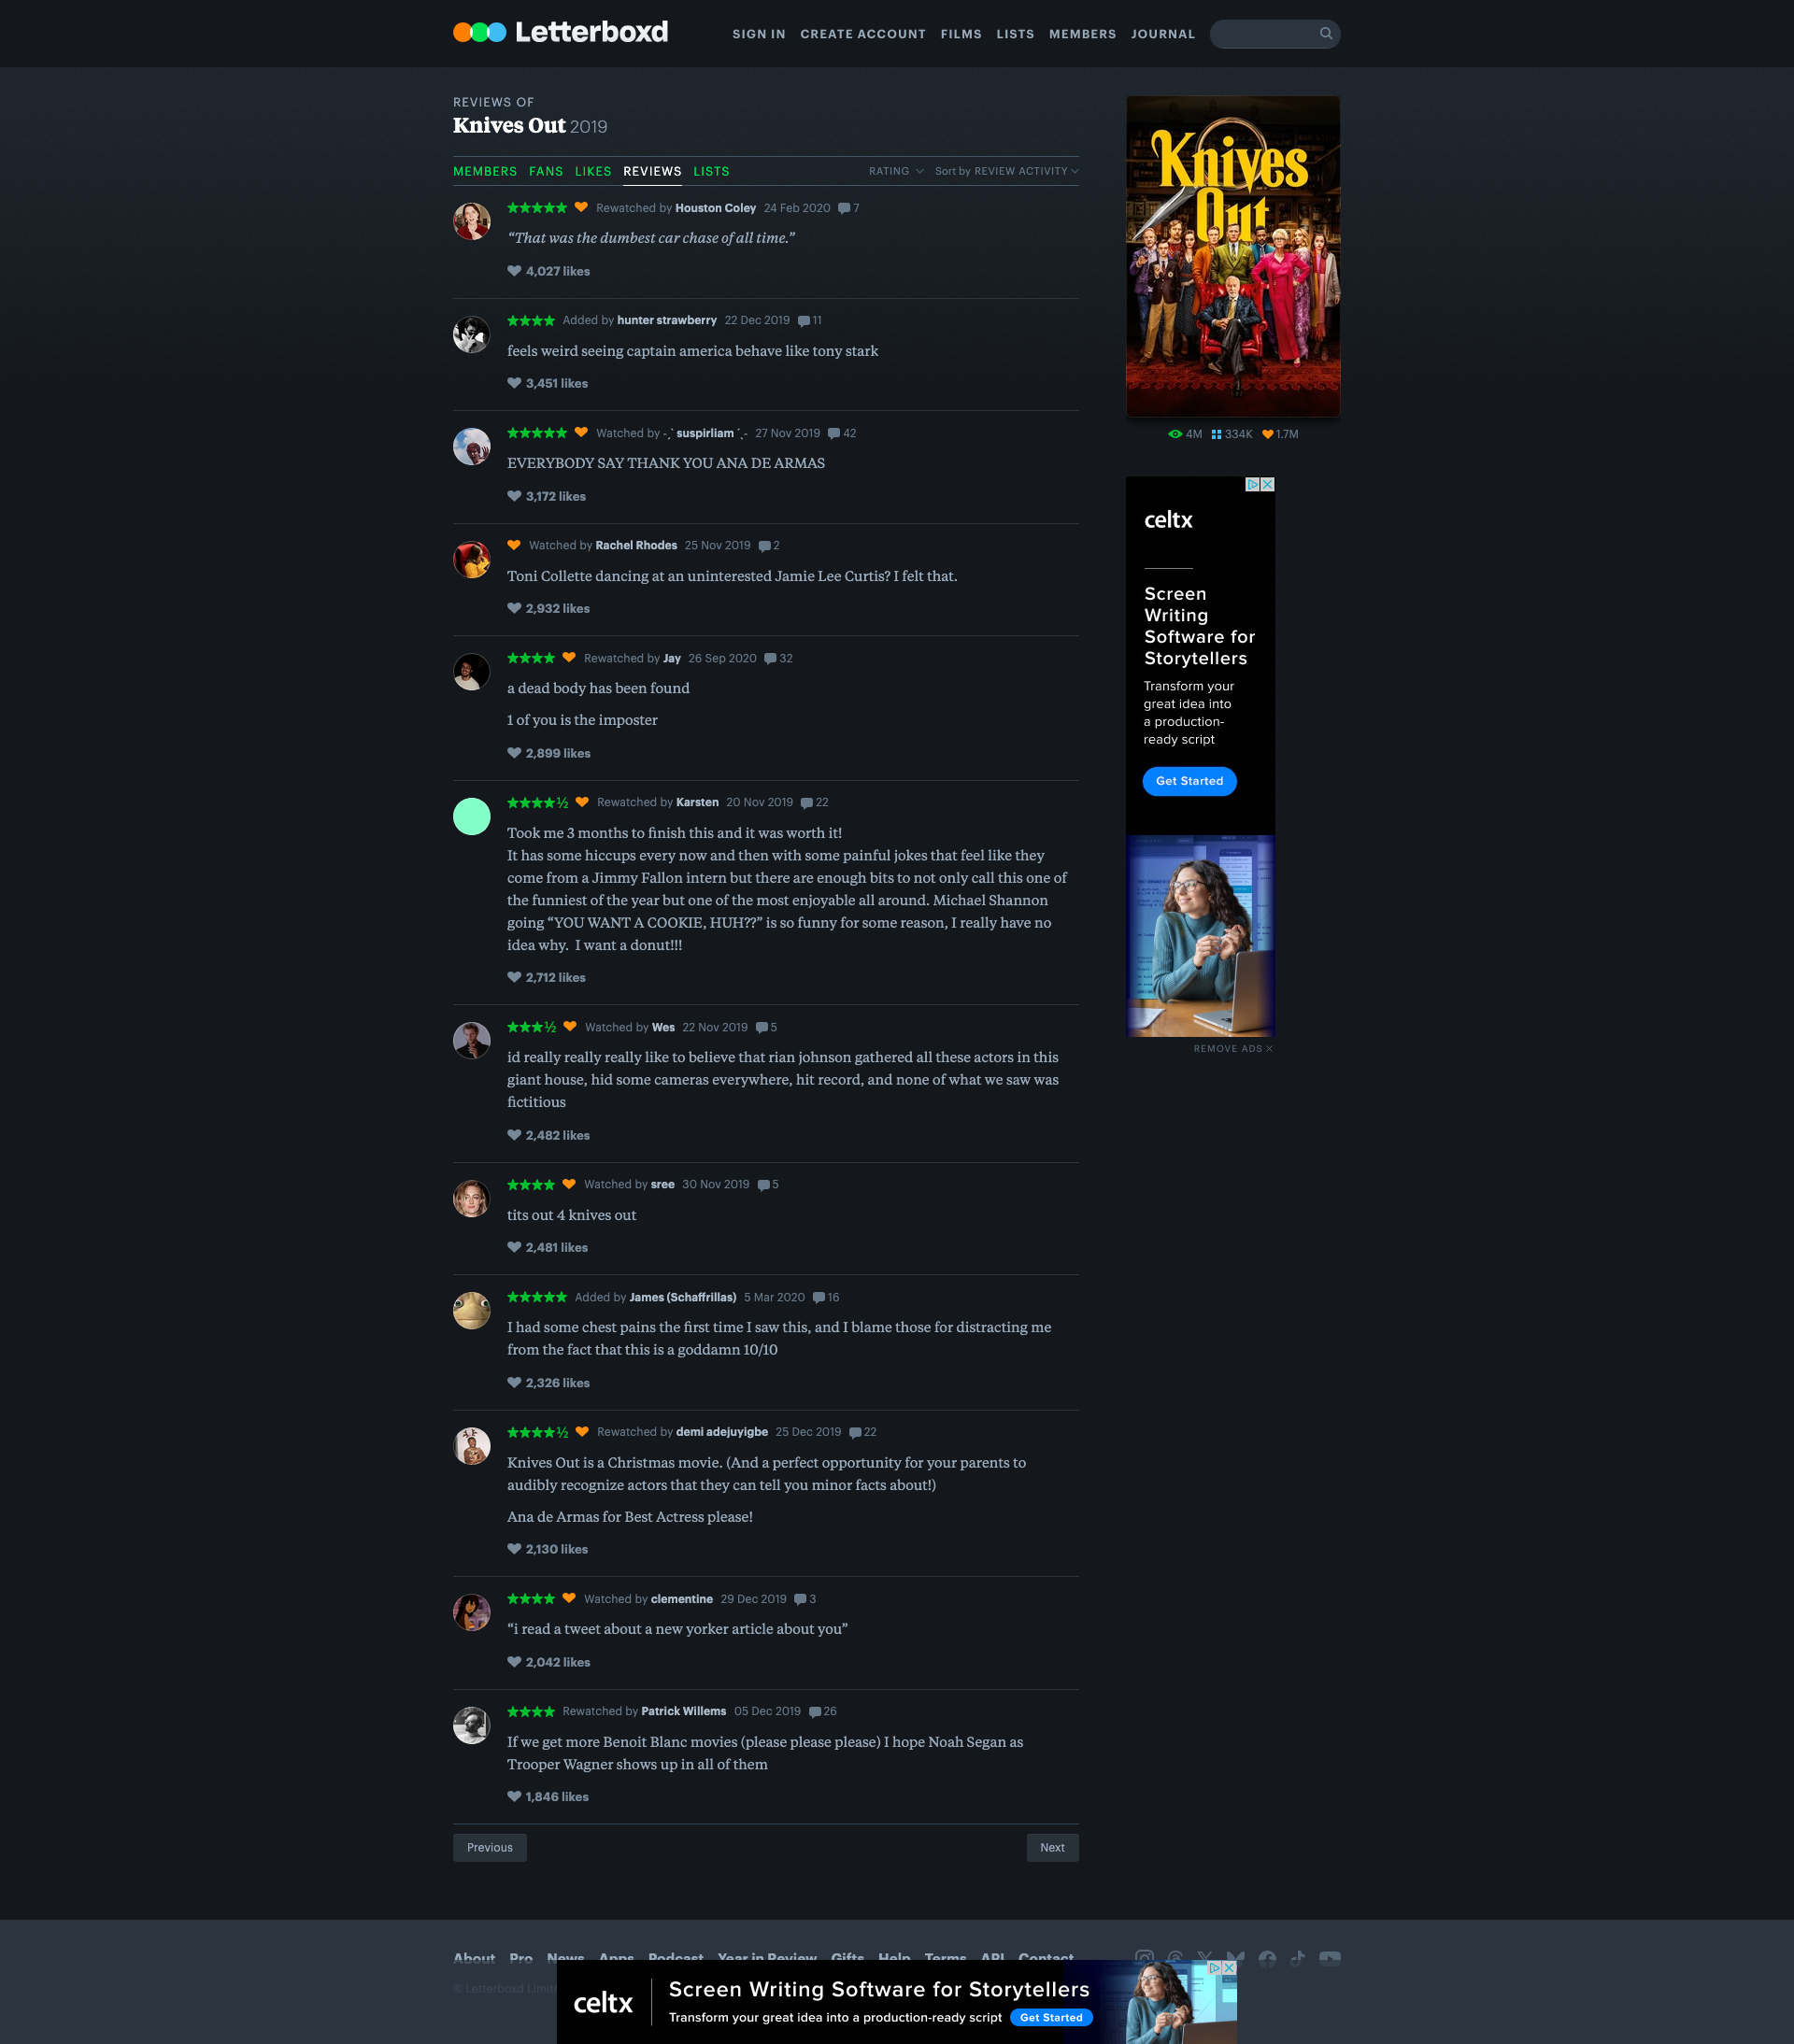 Letterboxd
SIGN IN CREATE ACCOUNT FILMS LISTS MEMBERS JOURNAL
REVIEWS OF
Knives Out 2019
MEMBERS FANS LIKES REVIEWS LISTS
RATING Sort by REVIEW ACTIVITY
★★★★★ Rewatched by Houston Coley 24 Feb 2020 7
“That was the dumbest car chase of all time.”
4,027 likes
★★★★ Added by hunter strawberry 22 Dec 2019 11
feels weird seeing captain america behave like tony stark
3,451 likes
★★★★★ Watched by -ˏˋ suspirliam ˊˎ- 27 Nov 2019 42
EVERYBODY SAY THANK YOU ANA DE ARMAS
3,172 likes
Watched by Rachel Rhodes 25 Nov 2019 2
Toni Collette dancing at an uninterested Jamie Lee Curtis? I felt that.
2,932 likes
★★★★ Rewatched by Jay 26 Sep 2020 32
a dead body has been found
1 of you is the imposter
2,899 likes
★★★★½ Rewatched by Karsten 20 Nov 2019 22
Took me 3 months to finish this and it was worth it!
It has some hiccups every now and then with some painful jokes that feel like they
come from a Jimmy Fallon intern but there are enough bits to not only call this one of
the funniest of the year but one of the most enjoyable all around. Michael Shannon
going “YOU WANT A COOKIE, HUH??” is so funny for some reason, I really have no
idea why.  I want a donut!!!
2,712 likes
★★★½ Watched by Wes 22 Nov 2019 5
id really really really like to believe that rian johnson gathered all these actors in this
giant house, hid some cameras everywhere, hit record, and none of what we saw was
fictitious
2,482 likes
★★★★ Watched by sree 30 Nov 2019 5
tits out 4 knives out
2,481 likes
★★★★★ Added by James (Schaffrillas) 5 Mar 2020 16
I had some chest pains the first time I saw this, and I blame those for distracting me
from the fact that this is a goddamn 10/10
2,326 likes
★★★★½ Rewatched by demi adejuyigbe 25 Dec 2019 22
Knives Out is a Christmas movie. (And a perfect opportunity for your parents to
audibly recognize actors that they can tell you minor facts about!)
Ana de Armas for Best Actress please!
2,130 likes
★★★★ Watched by clementine 29 Dec 2019 3
“i read a tweet about a new yorker article about you”
2,042 likes
★★★★ Rewatched by Patrick Willems 05 Dec 2019 26
If we get more Benoit Blanc movies (please please please) I hope Noah Segan as
Trooper Wagner shows up in all of them
1,846 likes
Previous
Next
Knives
Out
4M 334K 1.7M
celtx
Screen
Writing
Software for
Storytellers
Transform your
great idea into
a production-
ready script
Get Started
REMOVE ADS
About Pro News Apps Podcast Year in Review Gifts Help Terms API Contact
© Letterboxd
celtx
Screen Writing Software for Storytellers
Transform your great idea into a production-ready script Get Started